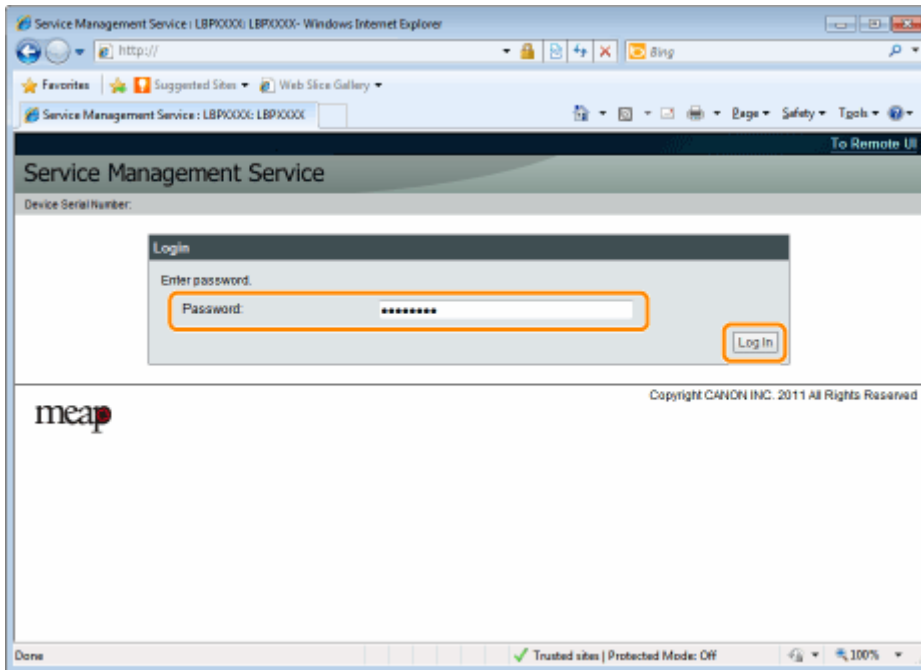 Service Management Service : LBPXXXX: LBPXXXX- Windows Internet Explorer
http://
Bing
Favorites Suggested Sites Web Slice Gallery
Service Management Service : LBPXXXX: LBPXXXX
Page Safety Tools
To Remote UI
Service Management Service
Device Serial Number:
Login
Enter password.
Password: ••••••••
Log In
Copyright CANON INC. 2011 All Rights Reserved
meap
Done Trusted sites | Protected Mode: Off 100%